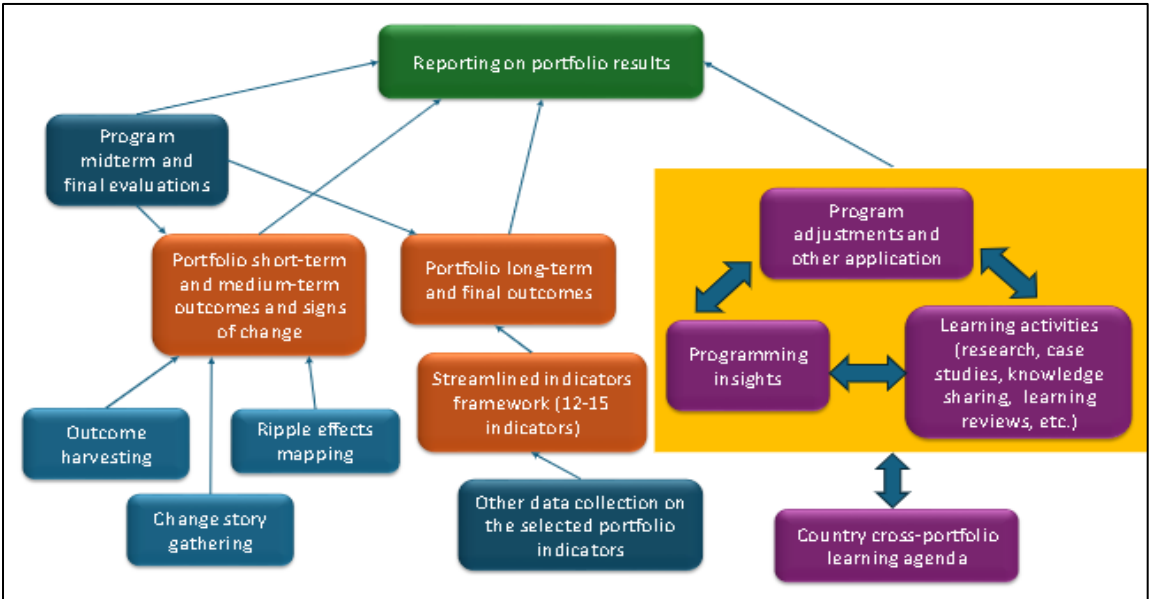 Reporting on portfolio results
Program
midterm and
final evaluations
Portfolio short-term
and medium-term
outcomes and signs
of change
Portfolio long-term
and final outcomes
Program
adjustments and
other application
Programming
insights
Learning activities
(research, case
studies, knowledge
sharing, learning
reviews, etc.)
Streamlined indicators
framework (12-15
indicators)
Outcome
harvesting
Ripple effects
mapping
Change story
gathering
Other data collection on
the selected portfolio
indicators
Country cross-portfolio
learning agenda